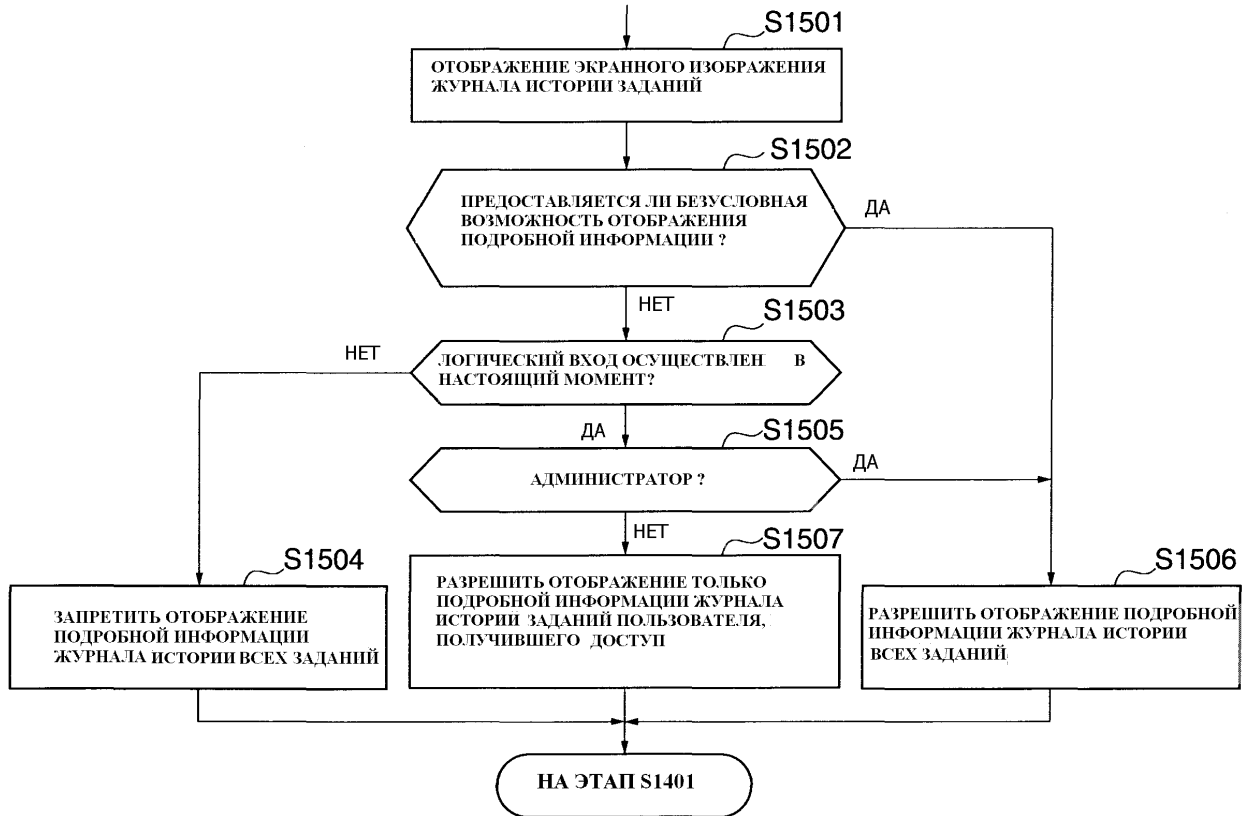 S1501
ОТОБРАЖЕНИЕ ЭКРАННОГО ИЗОБРАЖЕНИЯ
ЖУРНАЛА ИСТОРИИ ЗАДАНИЙ
S1502
ПРЕДОСТАВЛЯЕТСЯ ЛИ БЕЗУСЛОВНАЯ
ВОЗМОЖНОСТЬ ОТОБРАЖЕНИЯ
ПОДРОБНОЙ ИНФОРМАЦИИ ?
ДА
НЕТ
S1503
НЕТ
ЛОГИЧЕСКИЙ ВХОД ОСУЩЕСТВЛЕН В
НАСТОЯЩИЙ МОМЕНТ?
ДА
S1505
АДМИНИСТРАТОР ?
ДА
НЕТ
S1504
ЗАПРЕТИТЬ ОТОБРАЖЕНИЕ
ПОДРОБНОЙ ИНФОРМАЦИИ
ЖУРНАЛА ИСТОРИИ ВСЕХ ЗАДАНИЙ
S1507
РАЗРЕШИТЬ ОТОБРАЖЕНИЕ ТОЛЬКО
ПОДРОБНОЙ ИНФОРМАЦИИ ЖУРНАЛА
ИСТОРИЙ ЗАДАНИЙ ПОЛЬЗОВАТЕЛЯ,
ПОЛУЧИВШЕГО ДОСТУП
S1506
РАЗРЕШИТЬ ОТОБРАЖЕНИЕ ПОДРОБНОЙ
ИНФОРМАЦИИ ЖУРНАЛА ИСТОРИИ
ВСЕХ ЗАДАНИЙ
НА ЭТАП S1401